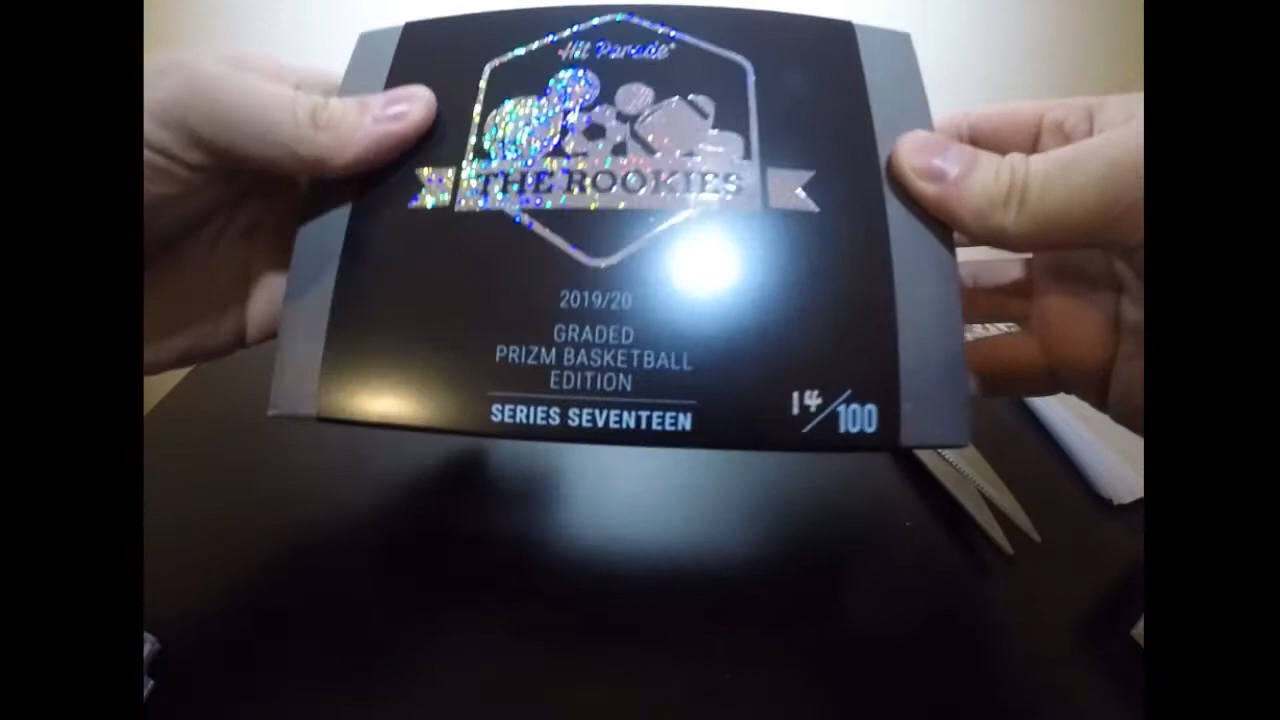 Hit Parade
THE ROOKIES
2019/20
GRADED
PRIZM BASKETBALL
EDITION
SERIES SEVENTEEN
14/100